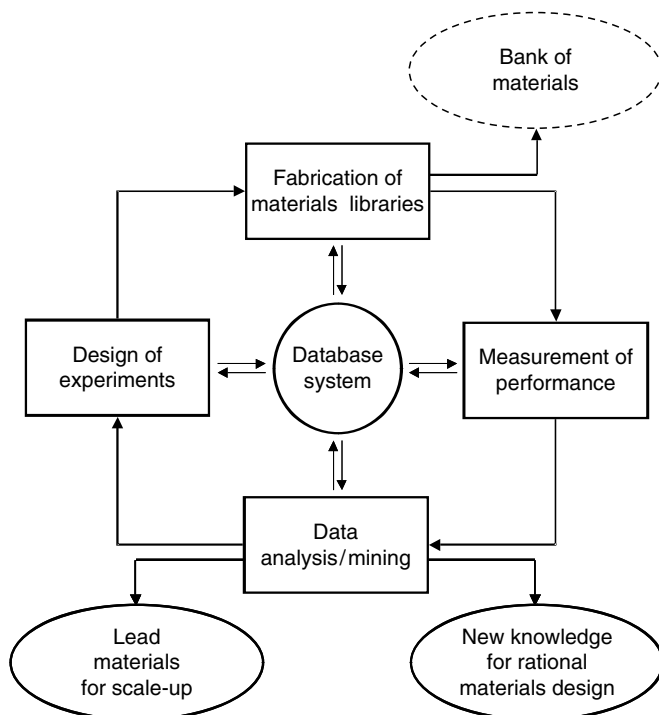 Bank of
materials
Fabrication of
materials libraries
Design of
experiments
Database
system
Measurement of
performance
Data
analysis/mining
Lead
materials
for scale-up
New knowledge
for rational
materials design